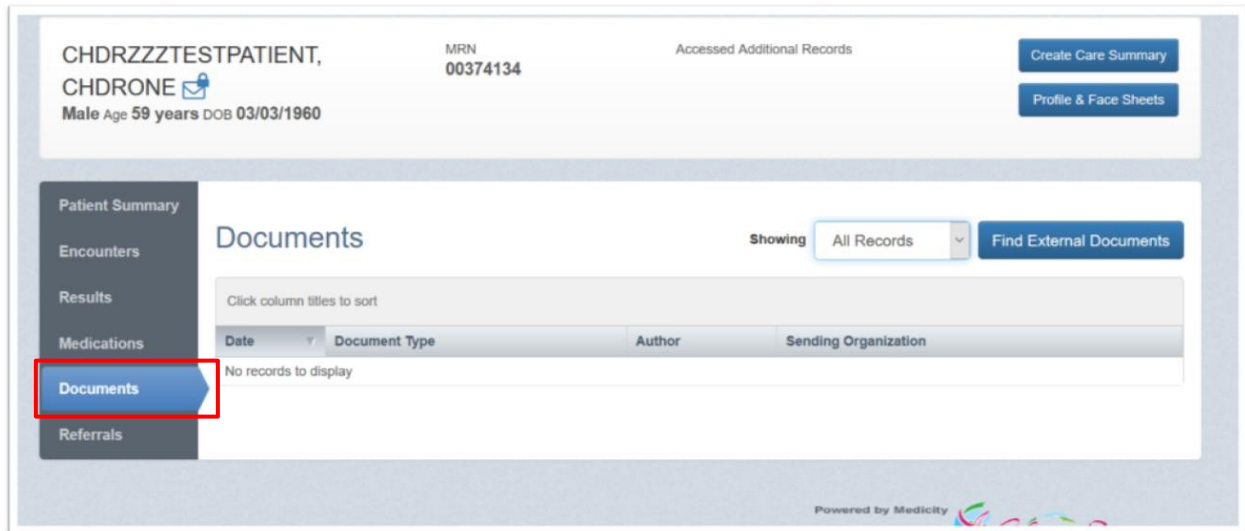 CHDRZZZTESTPATIENT,
CHDRONE
Male Age 59 years DOB 03/03/1960
MRN
00374134
Accessed Additional Records
Create Care Summary
Profile & Face Sheets
Patient Summary
Encounters
Results
Medications
Documents
Referrals
Documents
Showing All Records Find External Documents
Click column titles to sort
Date Document Type Author Sending Organization
No records to display
Powered by Medicity